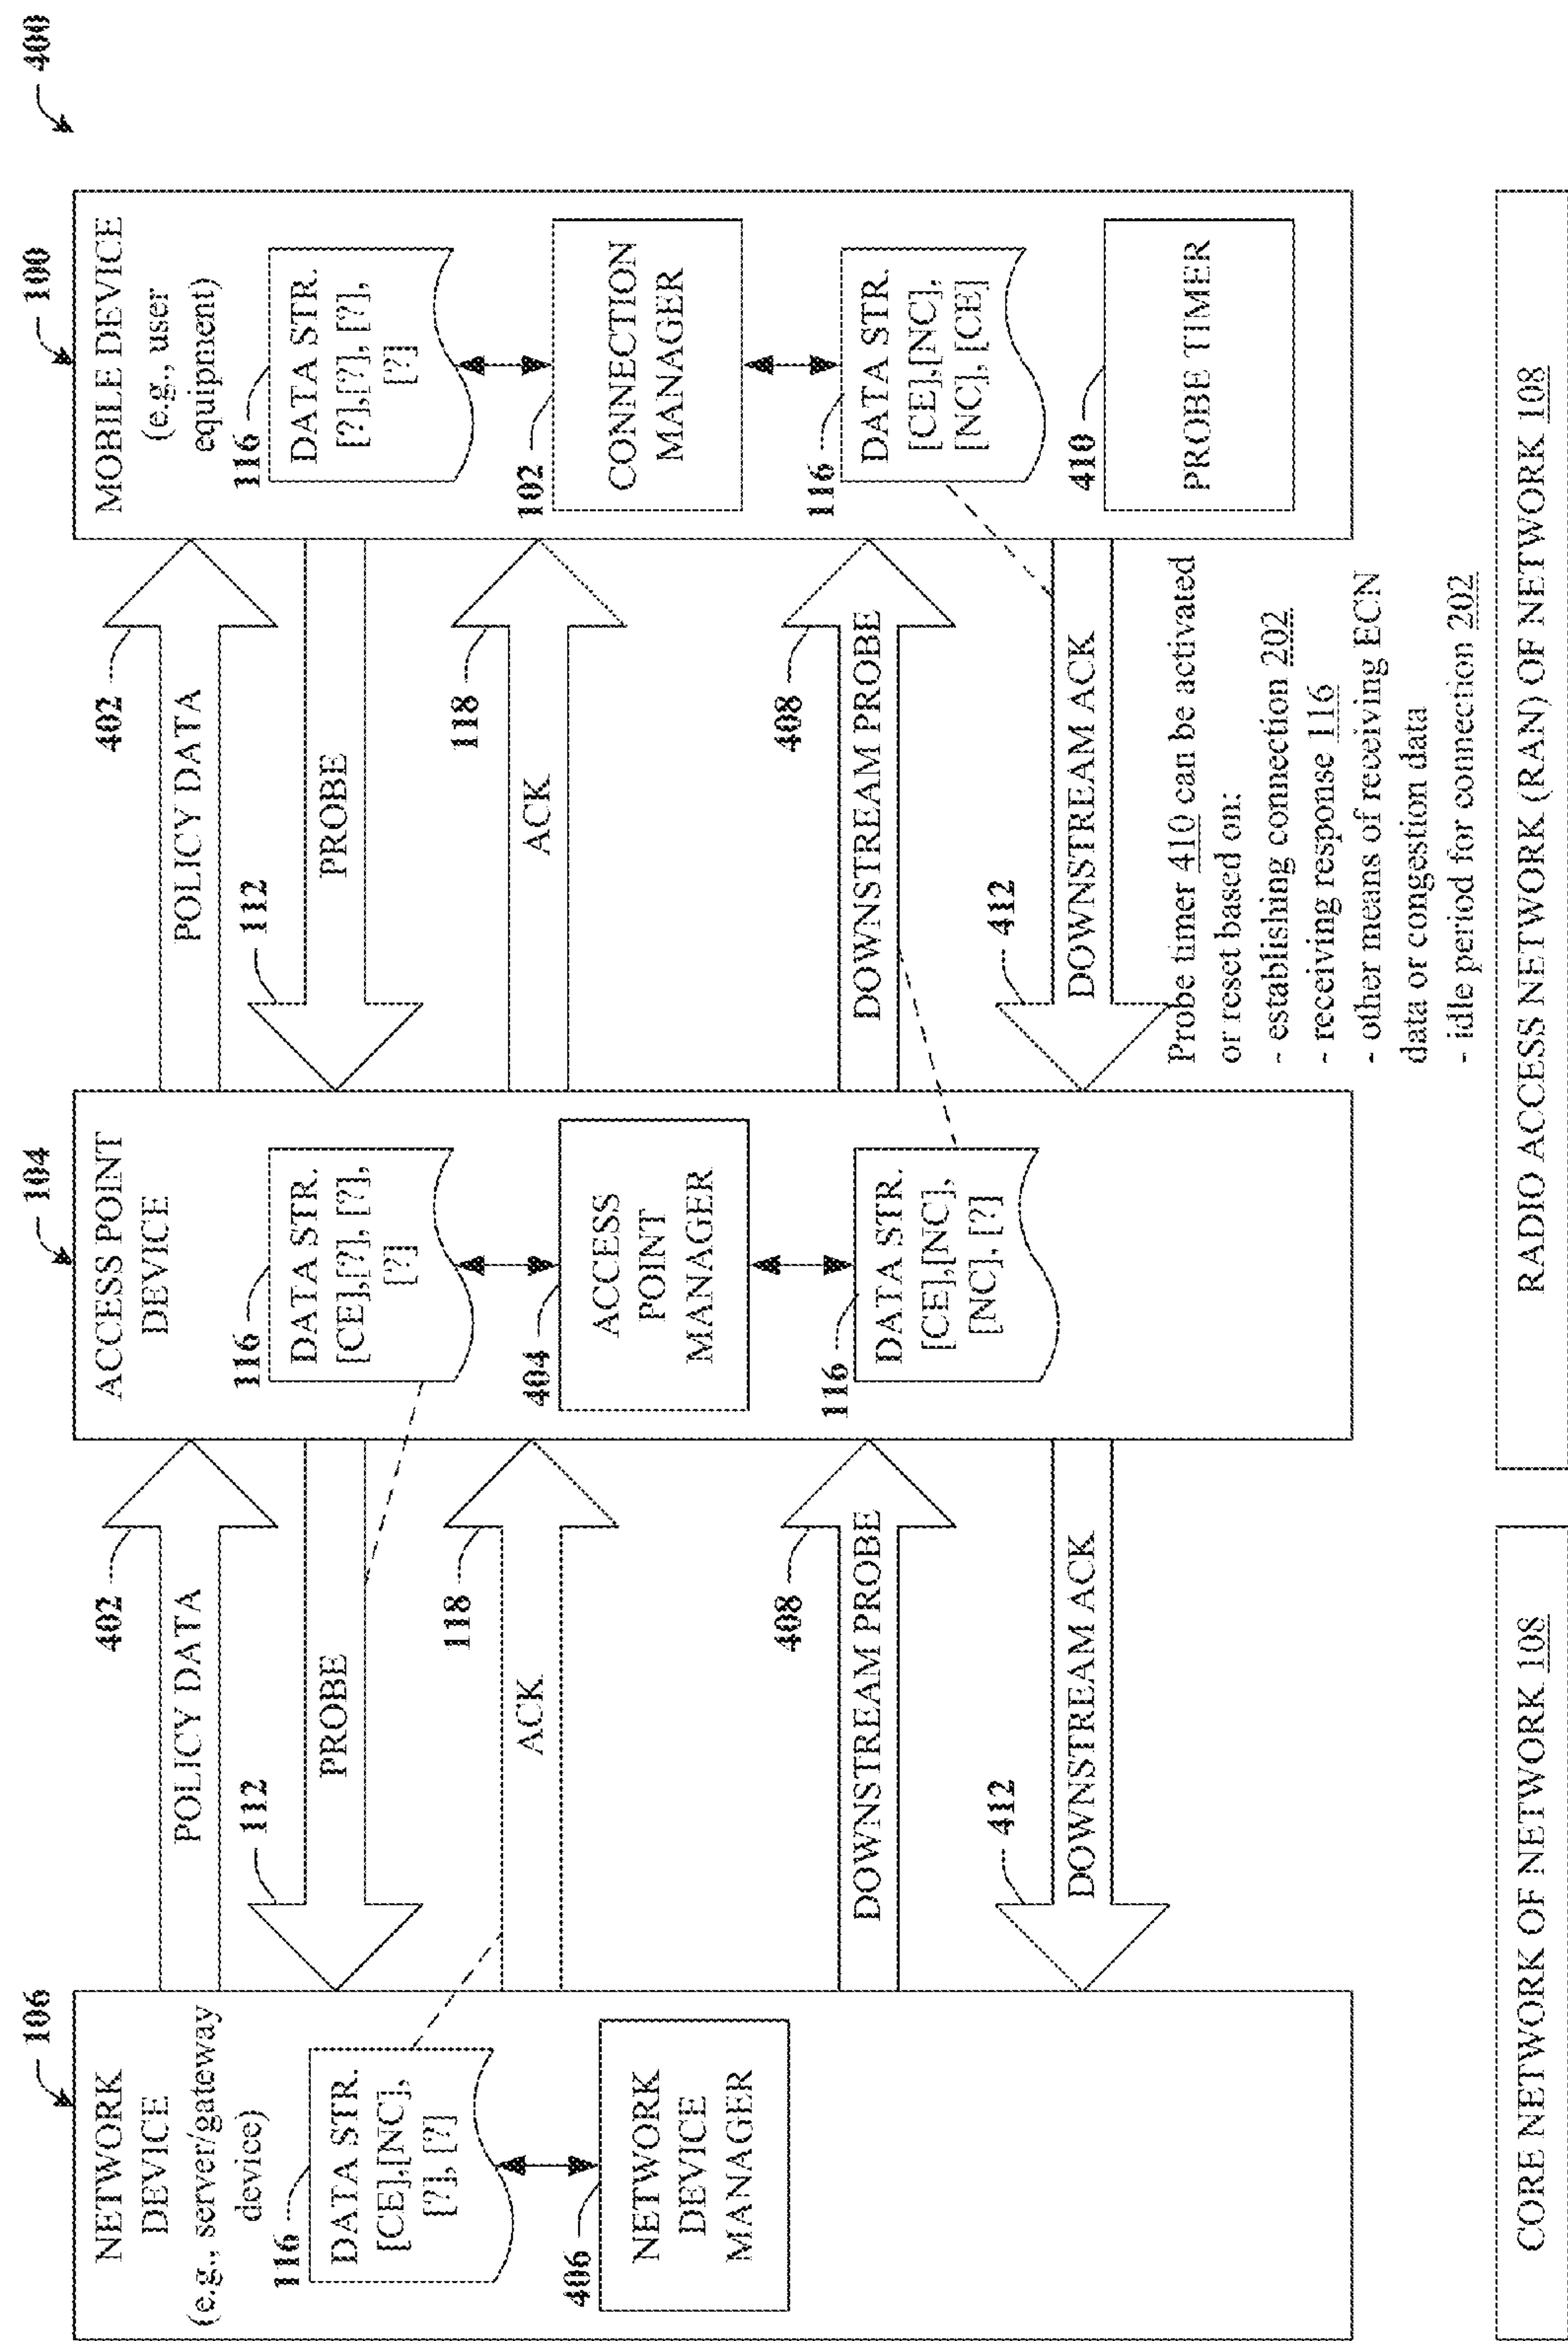 400
106
NETWORK
DEVICE
(e.g., server/gateway
device)
116
DATA STR.
[CE],[NC],
[?], [?]
406
NETWORK
DEVICE
MANAGER
402
POLICY DATA
112
PROBE
118
ACK
408
DOWNSTREAM PROBE
412
DOWNSTREAM ACK
104
ACCESS POINT
DEVICE
116
DATA STR.
[CE],[?], [?],
[?]
404
ACCESS
POINT
MANAGER
116
DATA STR.
[CE],[NC],
[NC], [?]
402
POLICY DATA
112
PROBE
118
ACK
408
DOWNSTREAM PROBE
412
DOWNSTREAM ACK
Probe timer 410 can be activated
or reset based on:
- establishing connection 202
- receiving response 116
- other means of receiving ECN
data or congestion data
- idle period for connection 202
100
MOBILE DEVICE
(e.g., user
equipment)
116
DATA STR.
[?],[?], [?],
[?]
102
CONNECTION
MANAGER
116
DATA STR.
[CE],[NC],
[NC], [CE]
410
PROBE TIMER
CORE NETWORK OF NETWORK 108
RADIO ACCESS NETWORK (RAN) OF NETWORK 108